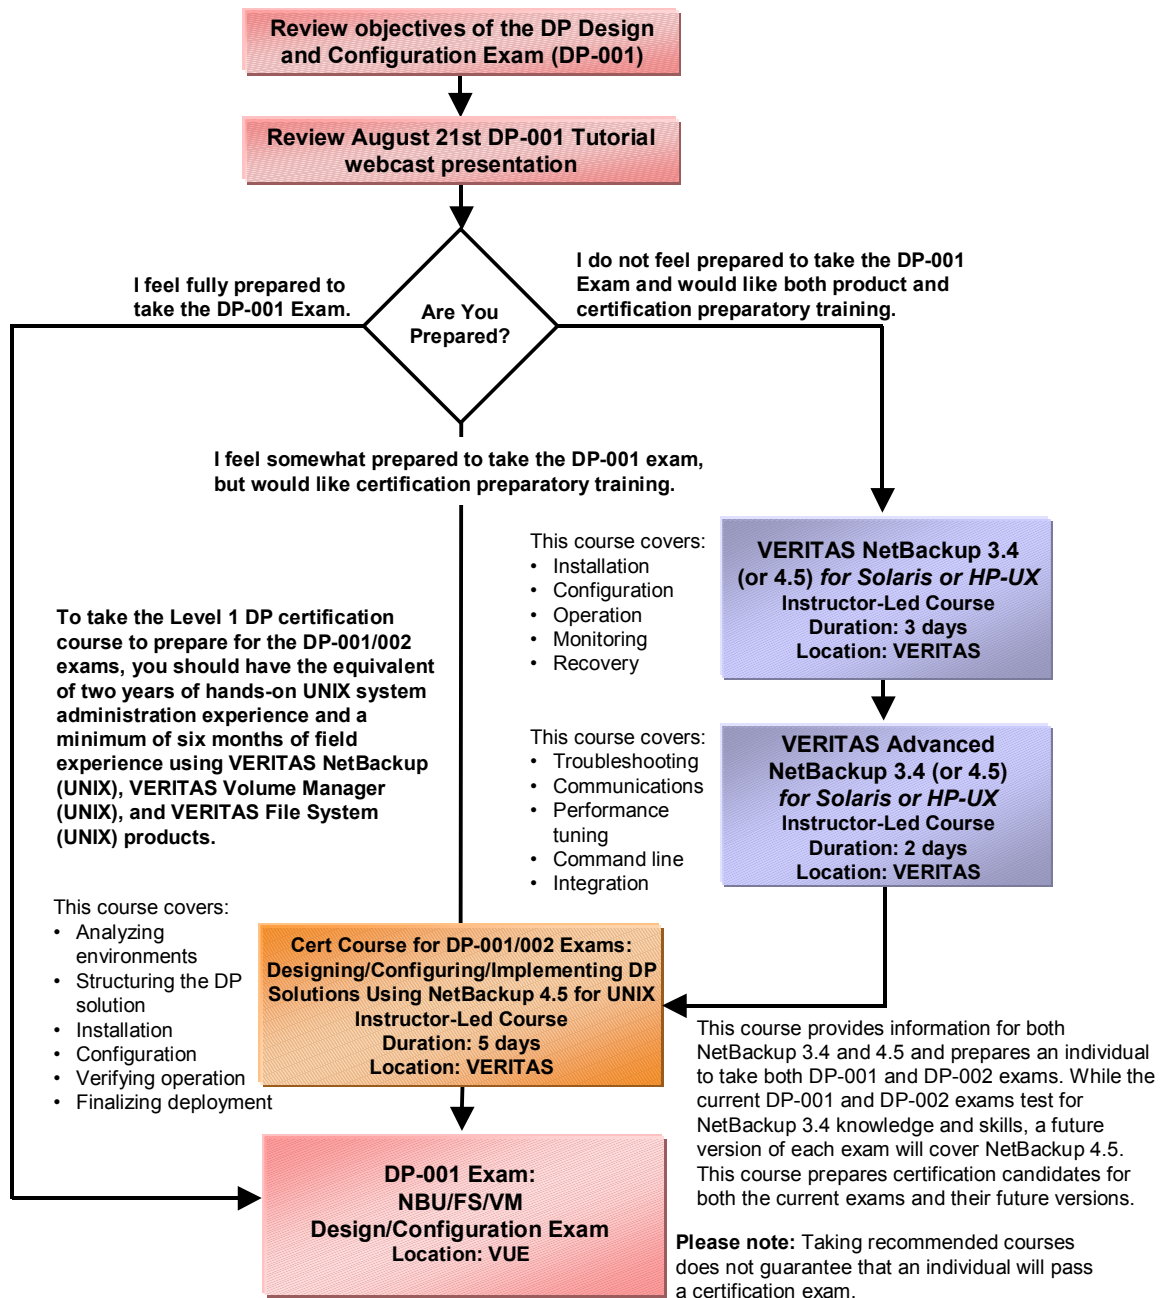 Review objectives of the DP Design
and Configuration Exam (DP-001)
Review August 21st DP-001 Tutorial
webcast presentation
I feel fully prepared to
take the DP-001 Exam.
Are You
Prepared?
I do not feel prepared to take the DP-001
Exam and would like both product and
certification preparatory training.
I feel somewhat prepared to take the DP-001 exam,
but would like certification preparatory training.
This course covers:
• Installation
• Configuration
• Operation
• Monitoring
• Recovery
VERITAS NetBackup 3.4
(or 4.5) for Solaris or HP-UX
Instructor-Led Course
Duration: 3 days
Location: VERITAS
To take the Level 1 DP certification
course to prepare for the DP-001/002
exams, you should have the equivalent
of two years of hands-on UNIX system
administration experience and a
minimum of six months of field
experience using VERITAS NetBackup
(UNIX), VERITAS Volume Manager
(UNIX), and VERITAS File System
(UNIX) products.
This course covers:
• Troubleshooting
• Communications
• Performance
tuning
• Command line
• Integration
VERITAS Advanced
NetBackup 3.4 (or 4.5)
for Solaris or HP-UX
Instructor-Led Course
Duration: 2 days
Location: VERITAS
This course covers:
• Analyzing
environments
• Structuring the DP
solution
• Installation
• Configuration
• Verifying operation
• Finalizing deployment
Cert Course for DP-001/002 Exams:
Designing/Configuring/Implementing DP
Solutions Using NetBackup 4.5 for UNIX
Instructor-Led Course
Duration: 5 days
Location: VERITAS
This course provides information for both
NetBackup 3.4 and 4.5 and prepares an individual
to take both DP-001 and DP-002 exams. While the
current DP-001 and DP-002 exams test for
NetBackup 3.4 knowledge and skills, a future
version of each exam will cover NetBackup 4.5.
This course prepares certification candidates for
both the current exams and their future versions.
DP-001 Exam:
NBU/FS/VM
Design/Configuration Exam
Location: VUE
Please note: Taking recommended courses
does not guarantee that an individual will pass
a certification exam.